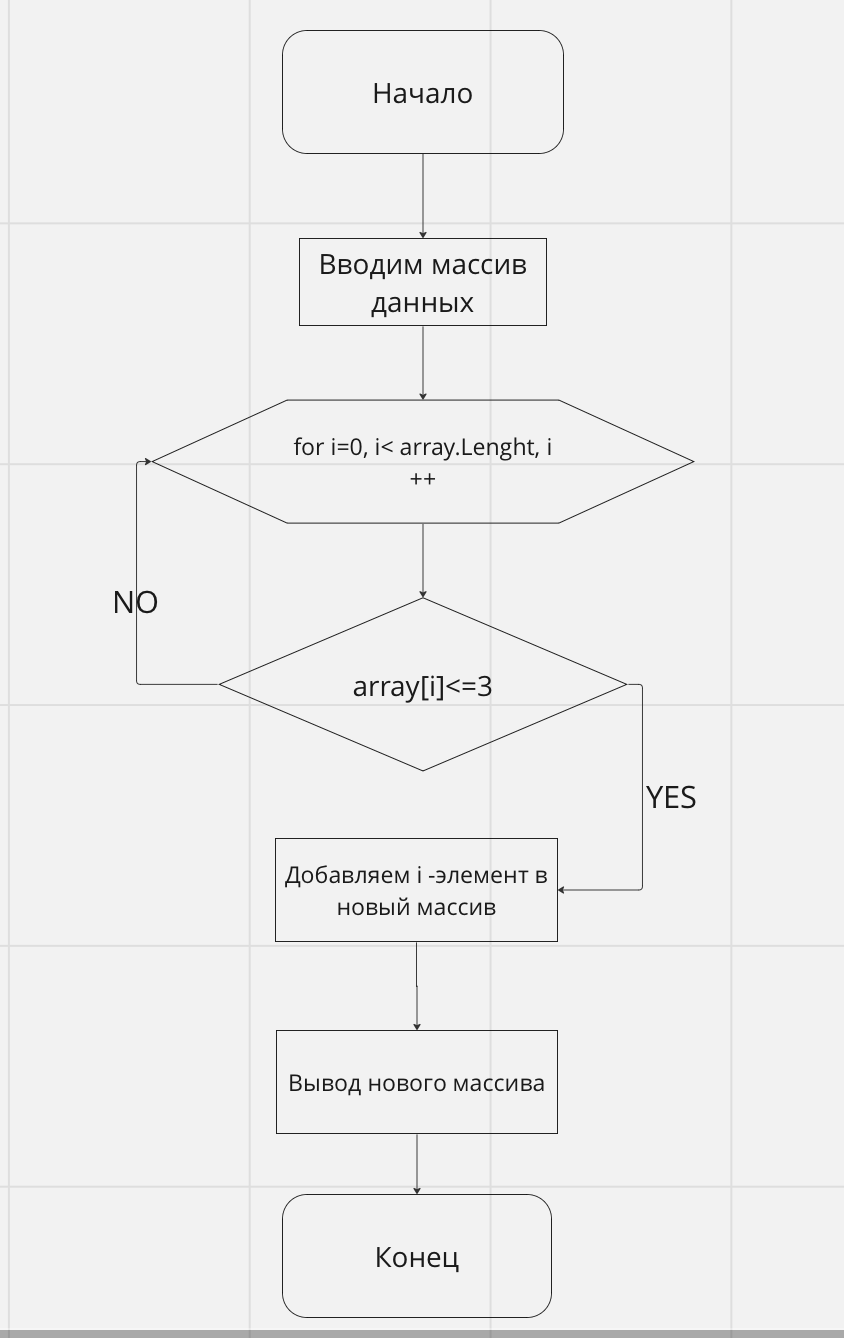 Начало
Вводим массив
данных
for i=0, i< array.Lenght, i
++
NO
array[i]<=3
YES
Добавляем i -элемент в
новый массив
Вывод нового массива
Конец